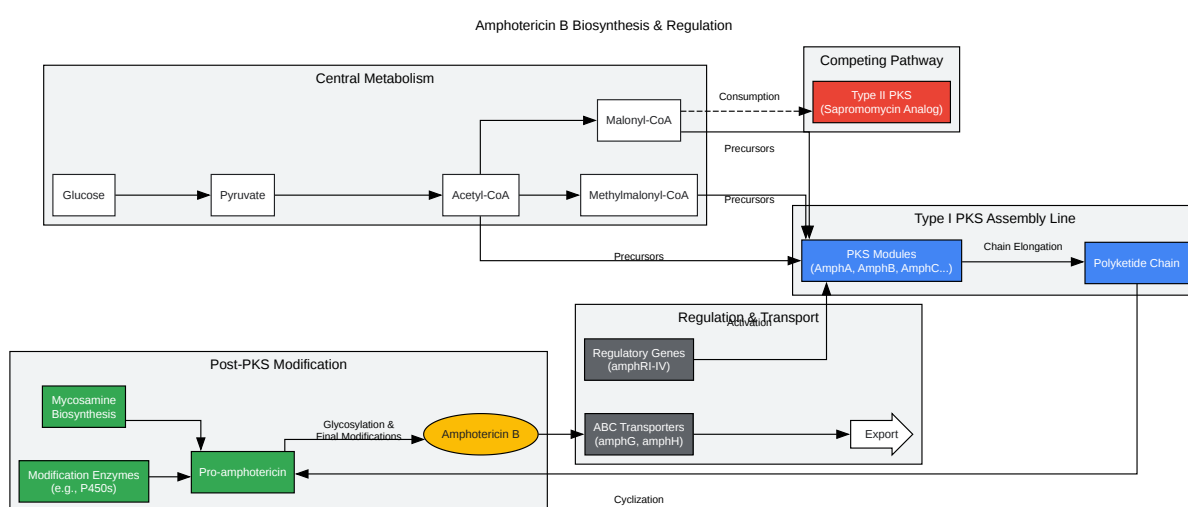 Amphotericin B Biosynthesis & Regulation
Competing Pathway
Type II PKS
(Sapromomycin Analog)
Central Metabolism
Consumption
Malonyl-CoA
Precursors
Glucose
Pyruvate
Acetyl-CoA
Methylmalonyl-CoA
Precursors
Precursors
Type I PKS Assembly Line
PKS Modules
(AmphA, AmphB, AmphC...)
Chain Elongation
Polyketide Chain
Regulation & Transport
Activation
Regulatory Genes
(amphRI-IV)
ABC Transporters
(amphG, amphH)
Export
Post-PKS Modification
Mycosamine
Biosynthesis
Glycosylation &
Final Modifications
Amphotericin B
Modification Enzymes
(e.g., P450s)
Pro-amphotericin
Cyclization